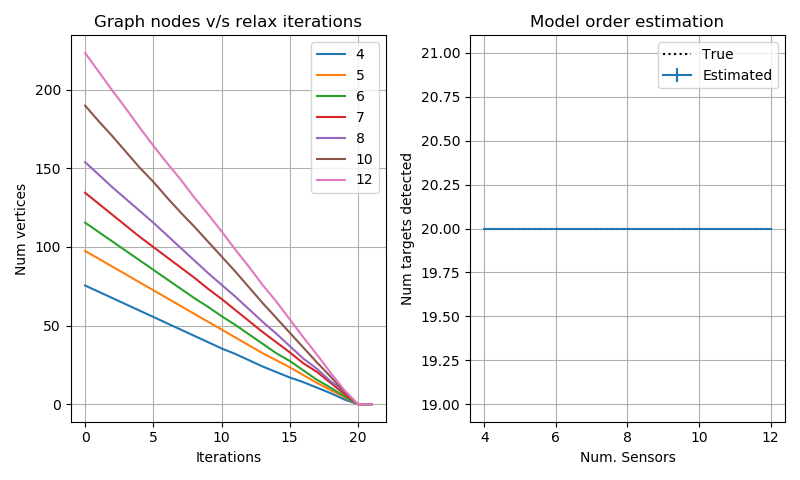 Graph nodes v/s relax iterations
Num vertices
200
150
100
50
0
0 5 10 15 20
Iterations
4
5
6
7
8
10
12
Model order estimation
Num targets detected
21.00
20.75
20.50
20.25
20.00
19.75
19.50
19.25
19.00
4 6 8 10 12
Num. Sensors
True
Estimated